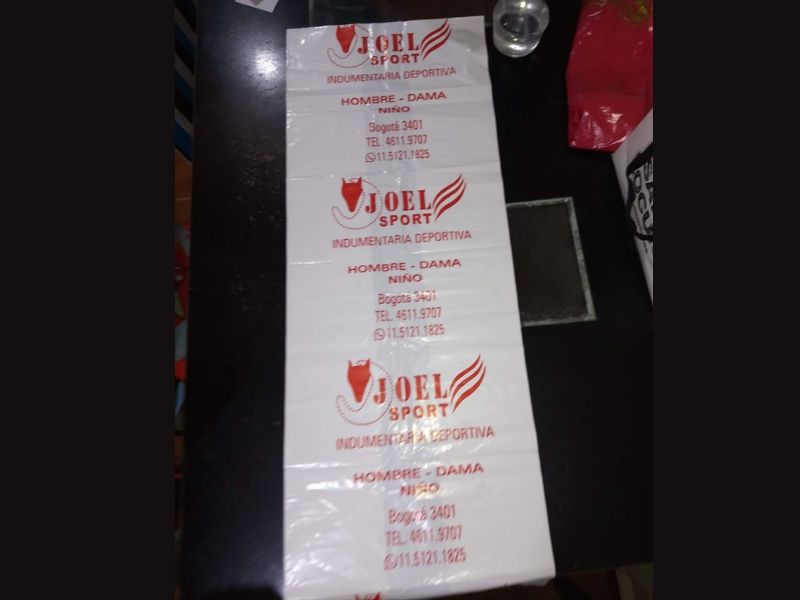 JOEL
SPORT
INDUMENTARIA DEPORTIVA
HOMBRE - DAMA
NIÑO
Bogotá 3401
TEL. 4611.9707
11.5121.1825
JOEL
SPORT
INDUMENTARIA DEPORTIVA
HOMBRE - DAMA
NIÑO
Bogotá 3401
TEL. 4611.9707
11.5121.1825
JOEL
SPORT
INDUMENTARIA DEPORTIVA
HOMBRE - DAMA
NIÑO
Bogotá 3401
TEL. 4611.9707
11.5121.1825